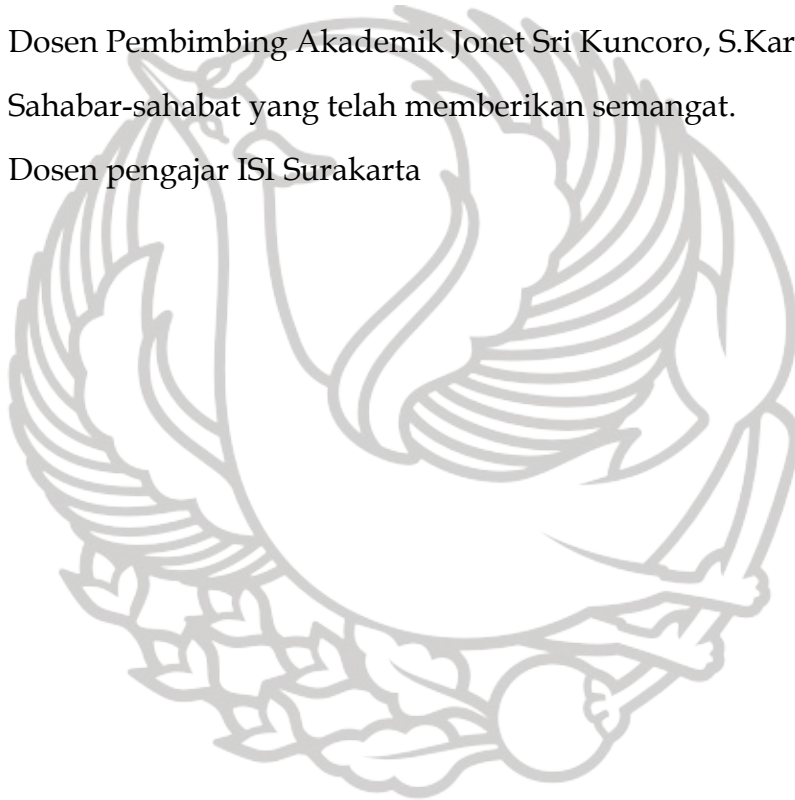 Dosen Pembimbing Akademik Jonet Sri Kuncoro, S.Kar
Sahabar-sahabat yang telah memberikan semangat.
Dosen pengajar ISI Surakarta